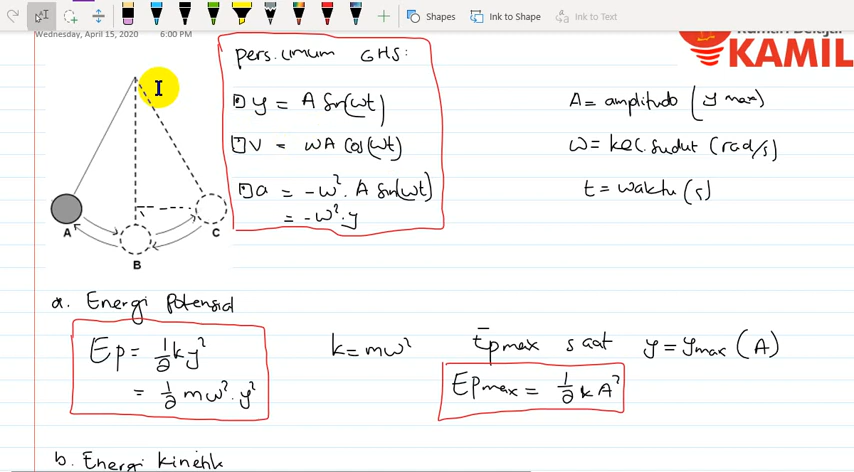 Shapes
Ink to Shape
Ink to Text
Wednesday, April 15, 2020 6:00 PM
KAMIL
pers. umum GHS:
y = A Sin(ωt)
v = ωA Cos(ωt)
a = -ω². A Sin(ωt)
= -ω². y
A = amplitudo (y max)
ω = kec. sudut (rad/s)
t = waktu (s)
A
B
C
a. Energi Potensial
Ep = 1/2 ky²
= 1/2 mω². y²
k = mω²
Epmax saat y = ymax (A)
Epmax = 1/2 kA²
b. Energi Kinetik